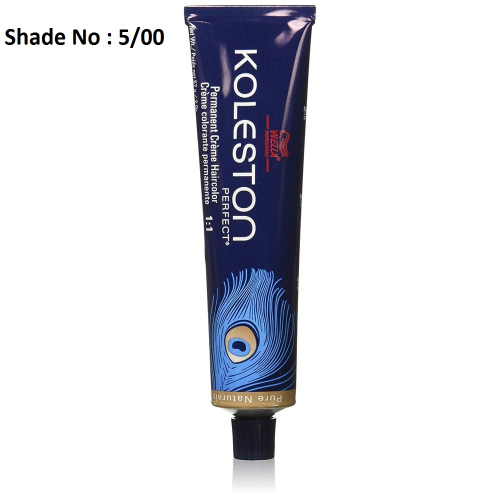 Shade No : 5/00
KOLESTON
PERFECT®
WELLA
Permanent Crème Haircolor
Crème colorante permanente
1:1
Pure Naturals